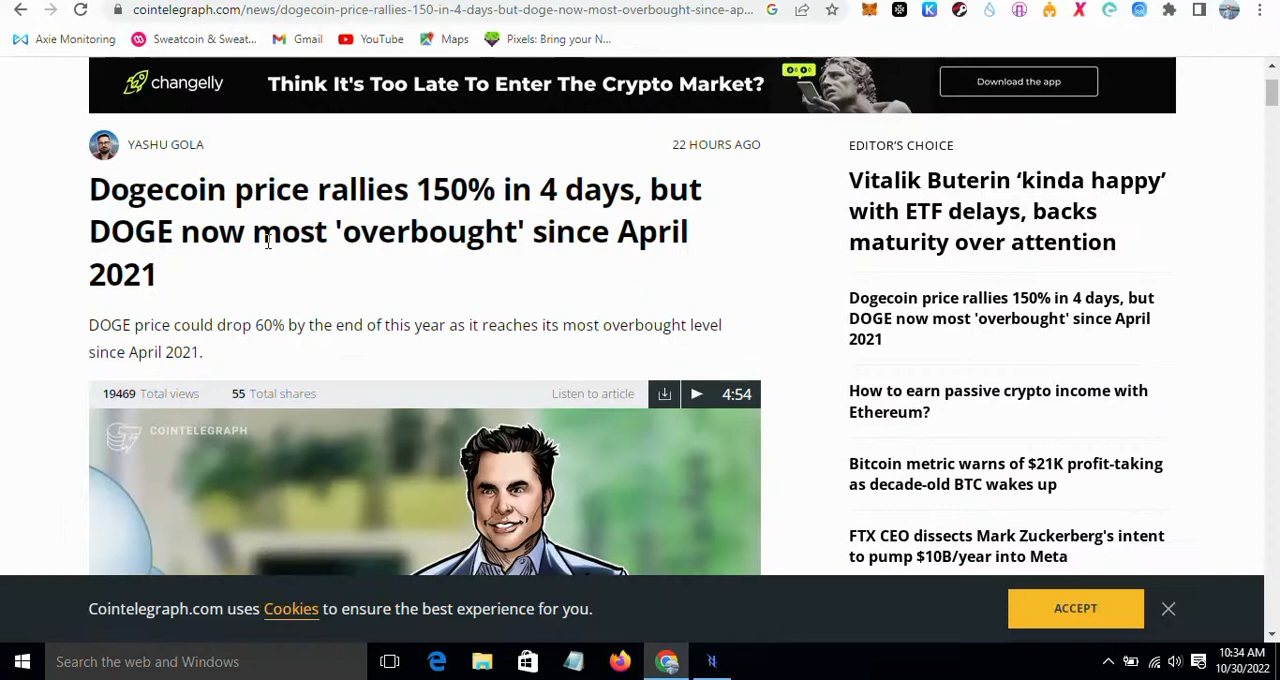 cointelegraph.com/news/dogecoin-price-rallies-150-in-4-days-but-doge-now-most-overbought-since-ap...
Axie Monitoring
Sweatcoin & Sweat...
Gmail
YouTube
Maps
Pixels: Bring your N...
changelly
Think It's Too Late To Enter The Crypto Market?
Download the app
YASHU GOLA
22 HOURS AGO
Dogecoin price rallies 150% in 4 days, but
DOGE now most 'overbought' since April
2021
DOGE price could drop 60% by the end of this year as it reaches its most overbought level
since April 2021.
19469 Total views
55 Total shares
Listen to article
4:54
COINTELEGRAPH
EDITOR'S CHOICE
Vitalik Buterin ‘kinda happy’
with ETF delays, backs
maturity over attention
Dogecoin price rallies 150% in 4 days, but
DOGE now most 'overbought' since April
2021
How to earn passive crypto income with
Ethereum?
Bitcoin metric warns of $21K profit-taking
as decade-old BTC wakes up
FTX CEO dissects Mark Zuckerberg's intent
to pump $10B/year into Meta
Cointelegraph.com uses Cookies to ensure the best experience for you.
ACCEPT
Search the web and Windows
10:34 AM
10/30/2022